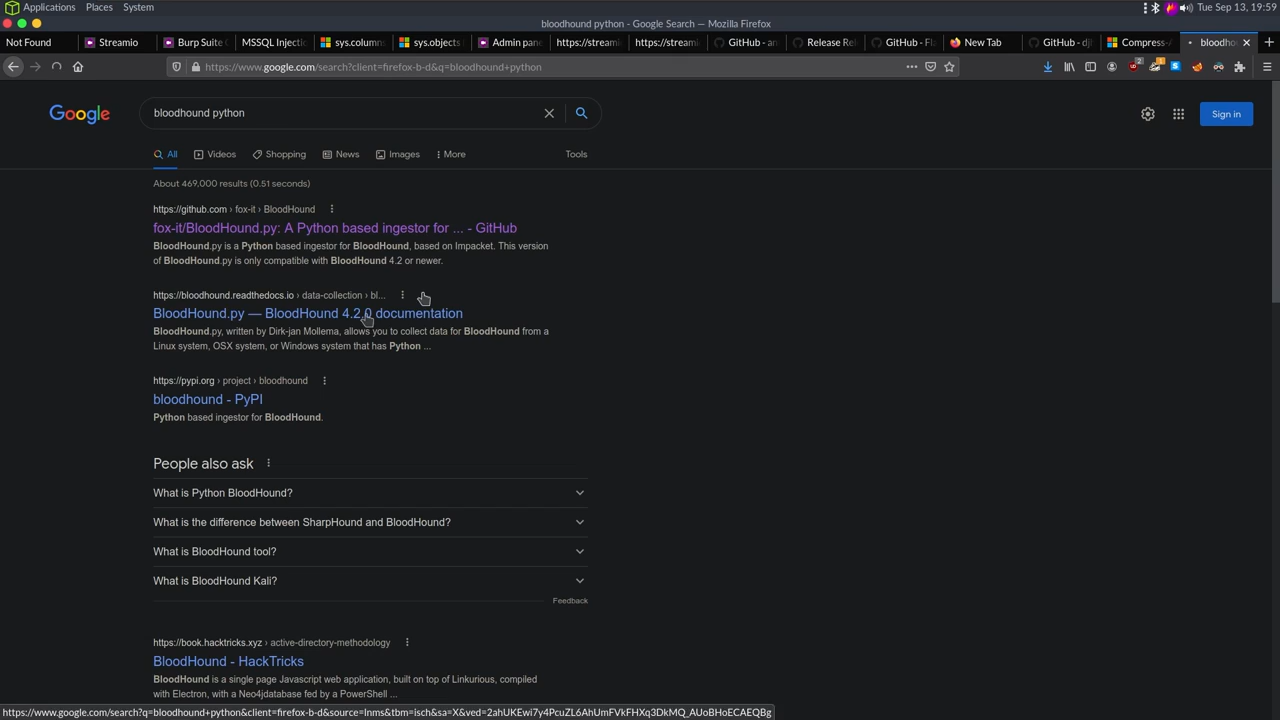 Applications Places System
Tue Sep 13, 19:59
bloodhound python - Google Search — Mozilla Firefox
Not Found
Streamio
Burp Suite C
MSSQL Injectio
sys.columns
sys.objects
Admin pane
https://streami
https://stream
GitHub - an
Release Rel
GitHub - Fla
New Tab
GitHub - djh
Compress-A
bloodhou
https://www.google.com/search?client=firefox-b-d&q=bloodhound+python
Google
bloodhound python
Sign in
All Videos Shopping News Images More Tools
About 469,000 results (0.51 seconds)
https://github.com › fox-it › BloodHound
fox-it/BloodHound.py: A Python based ingestor for ... - GitHub
BloodHound.py is a Python based ingestor for BloodHound, based on Impacket. This version
of BloodHound.py is only compatible with BloodHound 4.2 or newer.
https://bloodhound.readthedocs.io › data-collection › bl...
BloodHound.py — BloodHound 4.2.0 documentation
BloodHound.py, written by Dirk-jan Mollema, allows you to collect data for BloodHound from a
Linux system, OSX system, or Windows system that has Python ...
https://pypi.org › project › bloodhound
bloodhound - PyPI
Python based ingestor for BloodHound.
People also ask
What is Python BloodHound?
What is the difference between SharpHound and BloodHound?
What is BloodHound tool?
What is BloodHound Kali?
Feedback
https://book.hacktricks.xyz › active-directory-methodology
BloodHound - HackTricks
BloodHound is a single page Javascript web application, built on top of Linkurious, compiled
with Electron, with a Neo4jdatabase fed by a PowerShell ...
https://www.google.com/search?q=bloodhound+python&client=firefox-b-d&source=lnms&tbm=isch&sa=X&ved=2ahUKEwi7y4PcuZL6AhUmFVkFHXq3DkMQ_AUoBHoECAEQBg